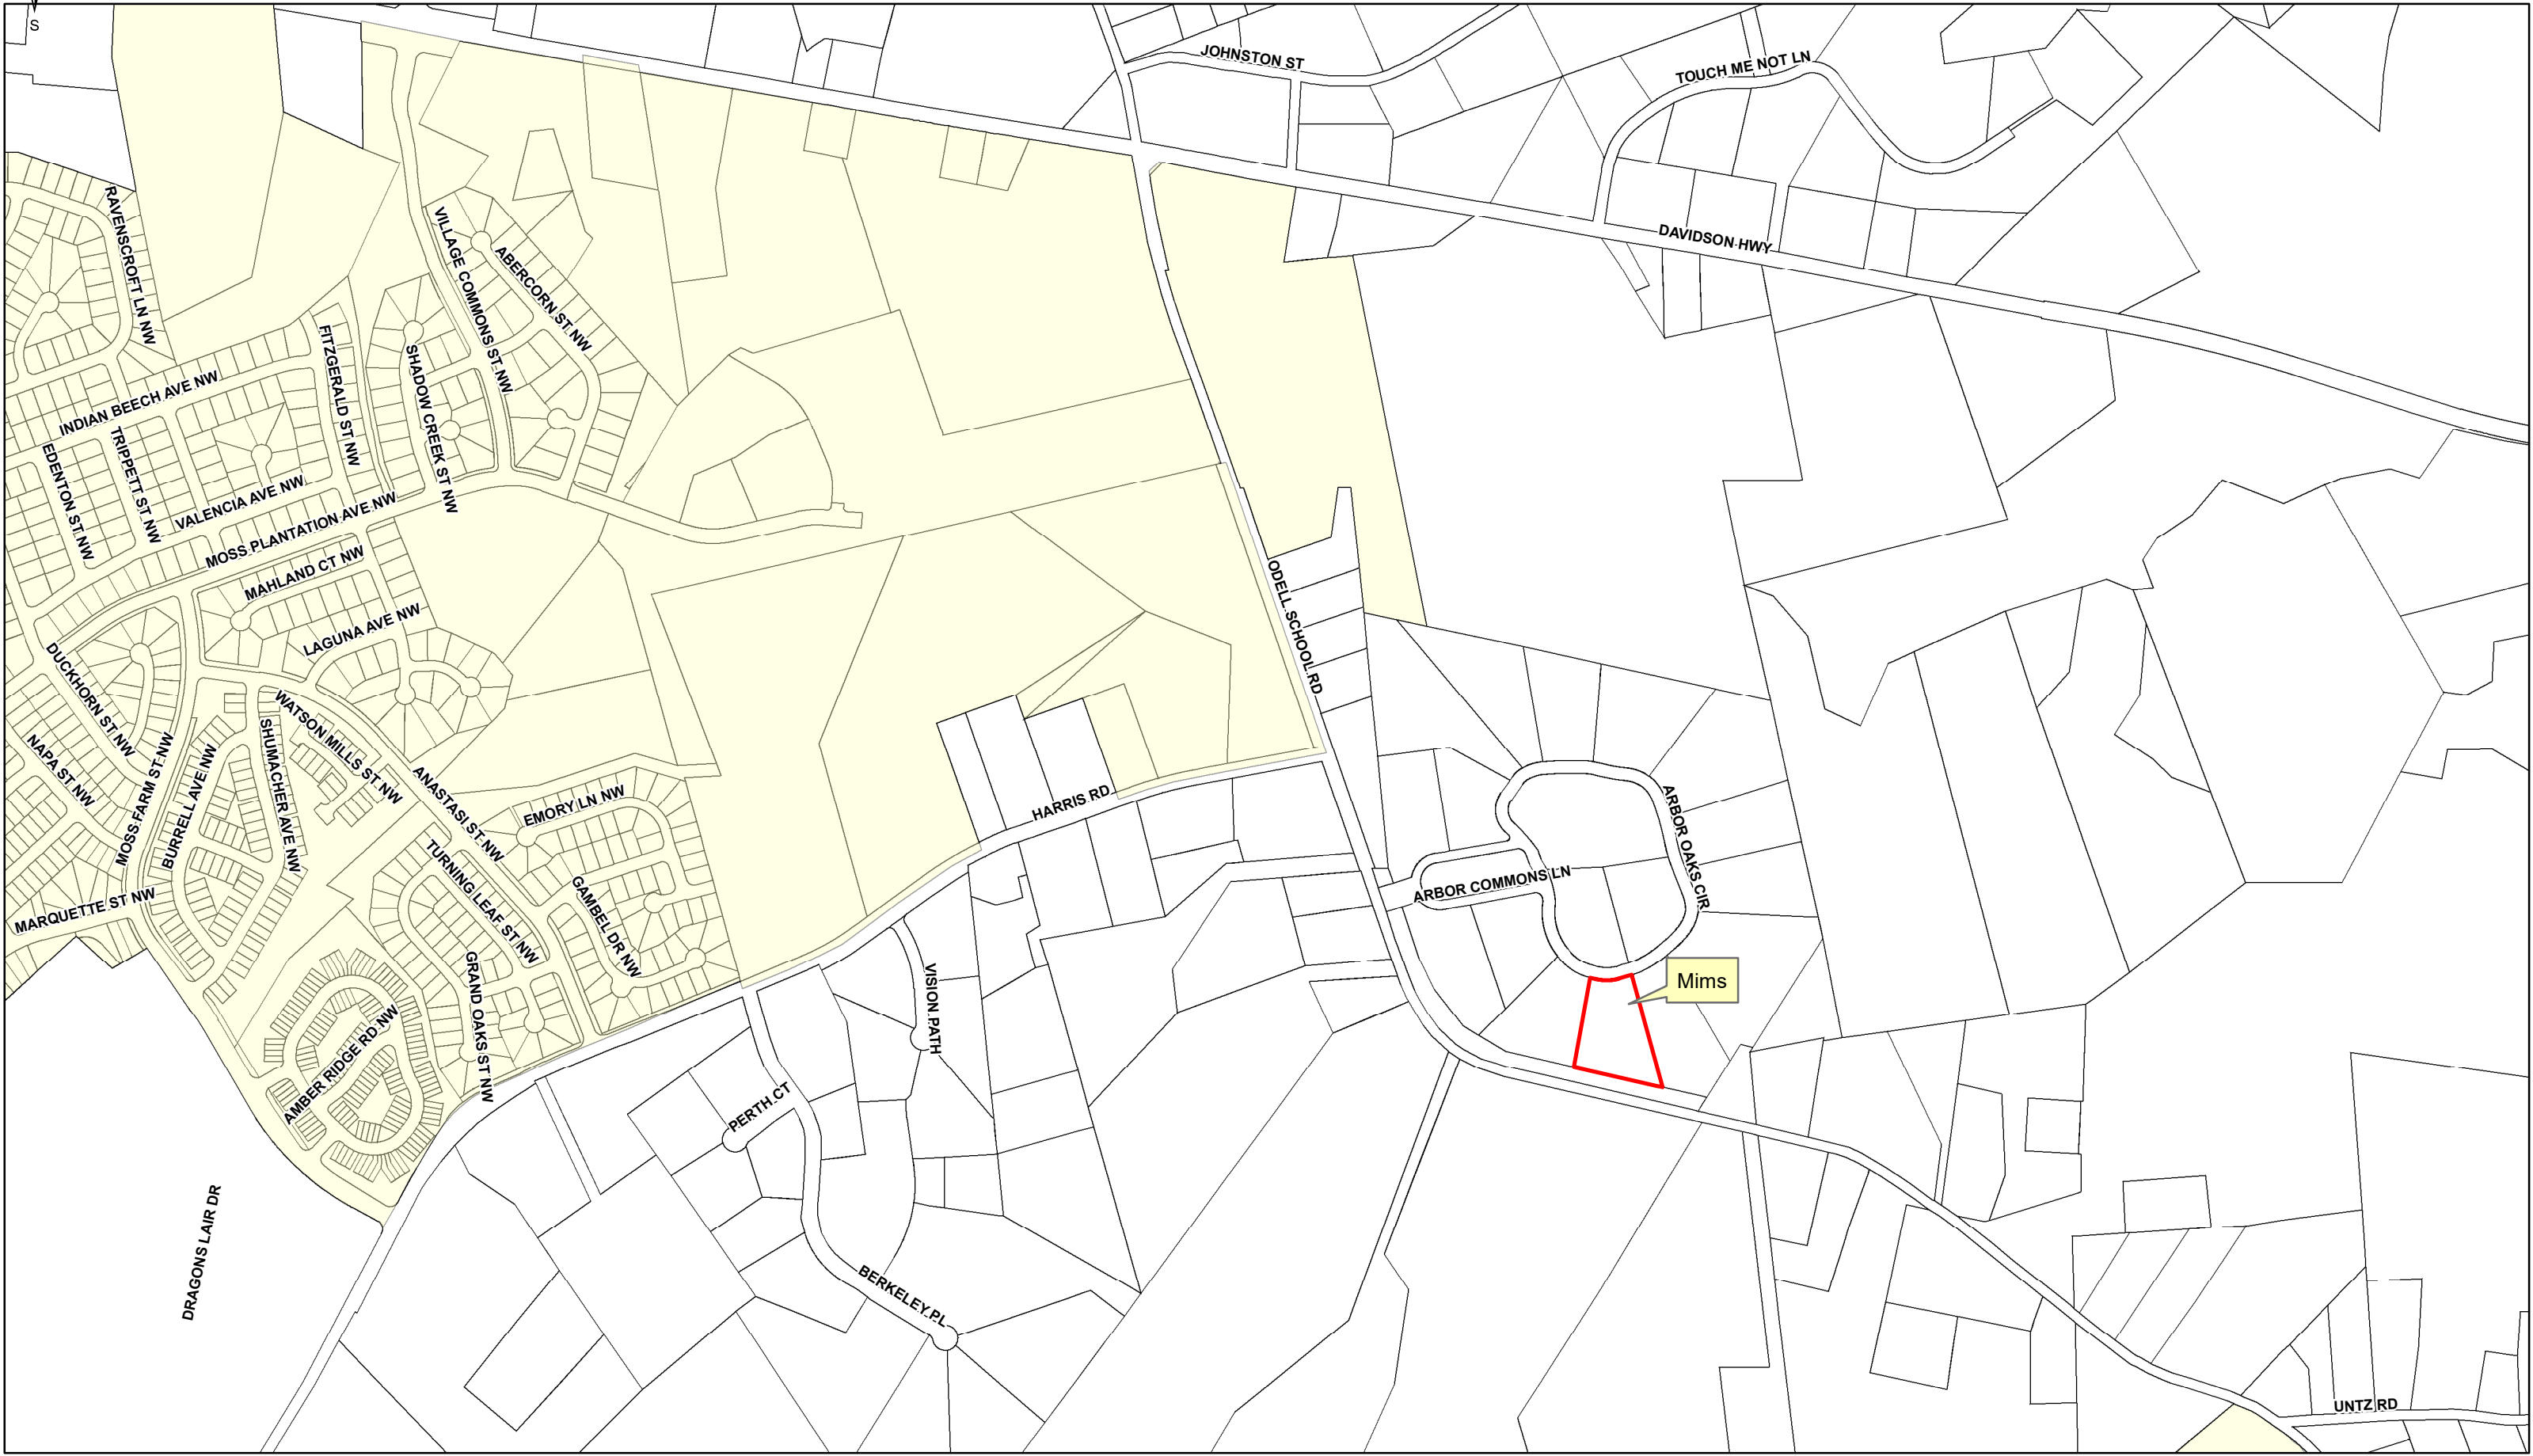 S
JOHNSTON ST
TOUCH ME NOT LN
DAVIDSON HWY
RAVENSCROFT LN NW
VILLAGE COMMONS ST NW
ABERCORN ST NW
FITZGERALD ST NW
SHADOW CREEK ST NW
INDIAN BEECH AVE NW
EDENTON ST NW
TRIPPETT ST NW
VALENCIA AVE NW
MOSS PLANTATION AVE NW
MAHLAND CT NW
LAGUNA AVE NW
ODELL SCHOOL RD
DUCKHORN ST NW
WATSON MILLS ST NW
SHUMACHER AVE NW
NAPA ST NW
MOSS FARM ST NW
BURRELL AVE NW
ANASTASI ST NW
EMORY LN NW
HARRIS RD
ARBOR OAKS CIR
ARBOR COMMONS LN
TURNING LEAF ST NW
GAMBEL DR NW
MARQUETTE ST NW
GRAND OAKS ST NW
VISION PATH
Mims
AMBER RIDGE RD NW
PERTH CT
DRAGONS LAIR DR
BERKELEY PL
UNTZ RD